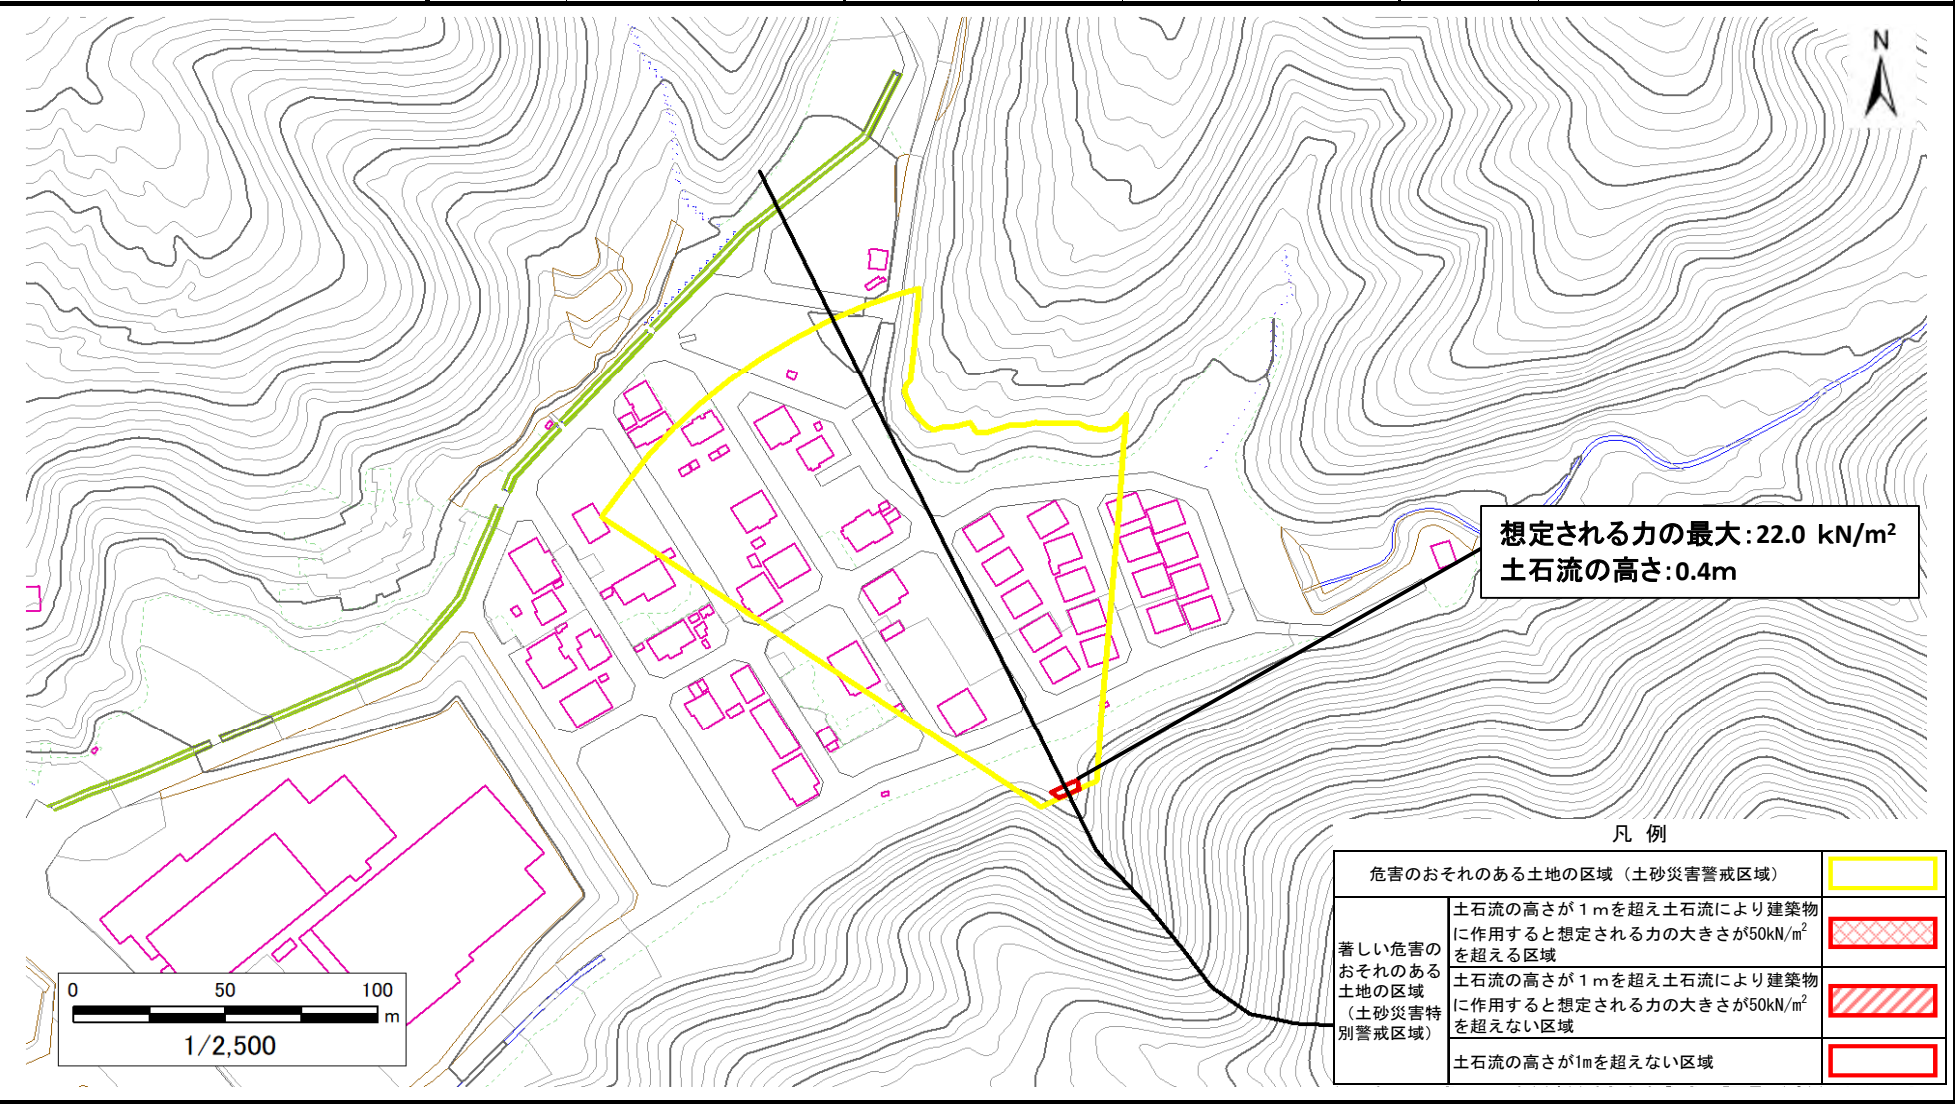 N
想定される力の最大:22.0 kN/m²
土石流の高さ:0.4m
凡 例
危害のおそれのある土地の区域(土砂災害警戒区域)
著しい危害の
おそれのある
土地の区域
(土砂災害特
別警戒区域)
土石流の高さが1mを超え土石流により建築物
に作用すると想定される力の大きさが50kN/㎡
を超える区域
土石流の高さが1mを超え土石流により建築物
に作用すると想定される力の大きさが50kN/㎡
を超えない区域
土石流の高さが1mを超えない区域
0 50 100
m
1/2,500